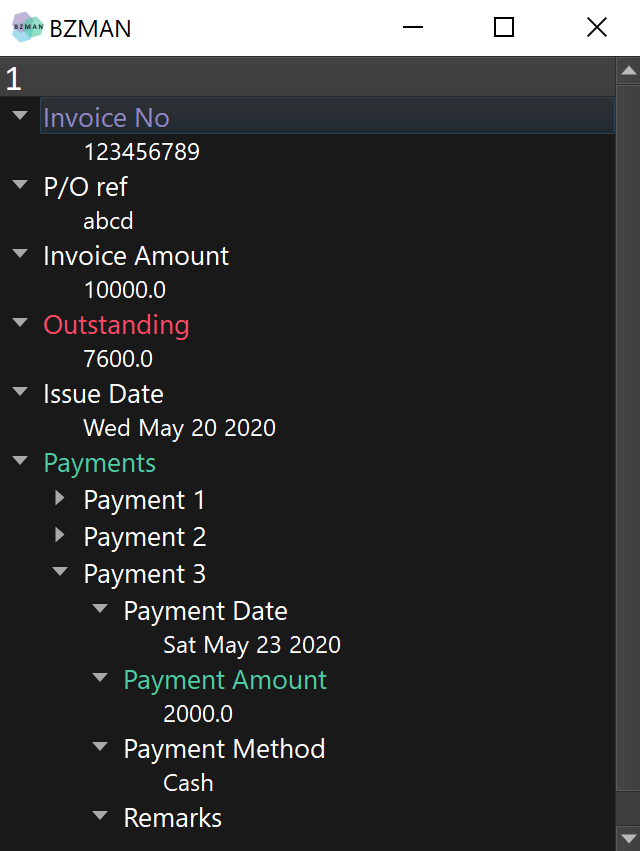 BZMAN BZMAN
1
Invoice No
123456789
P/O ref
abcd
Invoice Amount
10000.0
Outstanding
7600.0
Issue Date
Wed May 20 2020
Payments
Payment 1
Payment 2
Payment 3
Payment Date
Sat May 23 2020
Payment Amount
2000.0
Payment Method
Cash
Remarks